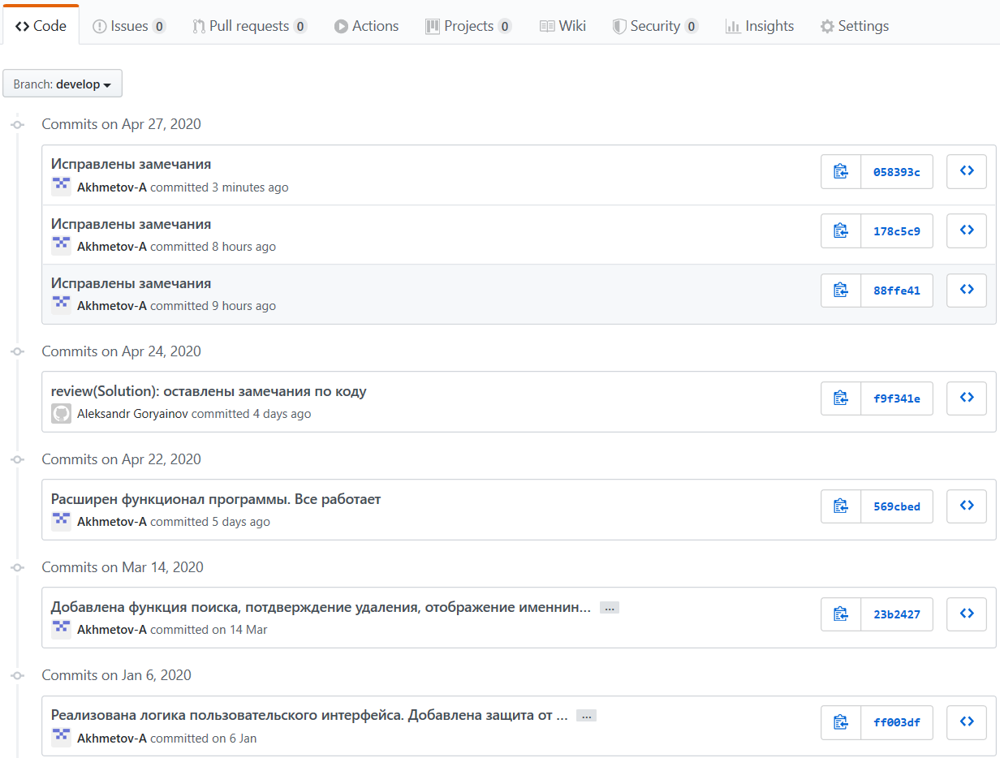 Code Issues 0 Pull requests 0 Actions Projects 0 Wiki Security 0 Insights Settings
Branch: develop
Commits on Apr 27, 2020
Исправлены замечания
Akhmetov-A committed 3 minutes ago
058393c
Исправлены замечания
Akhmetov-A committed 8 hours ago
178c5c9
Исправлены замечания
Akhmetov-A committed 9 hours ago
88ffe41
Commits on Apr 24, 2020
review(Solution): оставлены замечания по коду
Aleksandr Goryainov committed 4 days ago
f9f341e
Commits on Apr 22, 2020
Расширен функционал программы. Все работает
Akhmetov-A committed 5 days ago
569cbed
Commits on Mar 14, 2020
Добавлена функция поиска, потдверждение удаления, отображение именнин... ...
Akhmetov-A committed on 14 Mar
23b2427
Commits on Jan 6, 2020
Реализована логика пользовательского интерфейса. Добавлена защита от ... ...
Akhmetov-A committed on 6 Jan
ff003df